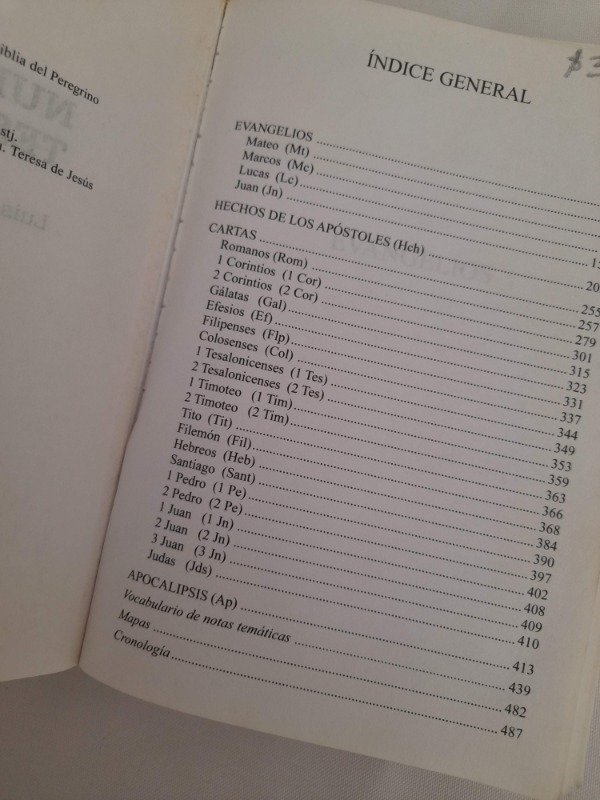 Biblia del Peregrino
stj.
Teresa de Jesús
ÍNDICE GENERAL
EVANGELIOS
Mateo (Mt)
Marcos (Mc)
Lucas (Lc)
Juan (Jn)
HECHOS DE LOS APÓSTOLES (Hch)
CARTAS 255
Romanos (Rom) 257
1 Corintios (1 Cor) 279
2 Corintios (2 Cor) 301
Gálatas (Gal) 315
Efesios (Ef) 323
Filipenses (Flp) 331
Colosenses (Col) 337
1 Tesalonicenses (1 Tes) 344
2 Tesalonicenses (2 Tes) 349
1 Timoteo (1 Tim) 353
2 Timoteo (2 Tim) 359
Tito (Tit) 363
Filemón (Fil) 366
Hebreos (Heb) 368
Santiago (Sant) 384
1 Pedro (1 Pe) 390
2 Pedro (2 Pe) 397
1 Juan (1 Jn) 402
2 Juan (2 Jn) 408
3 Juan (3 Jn) 409
Judas (Jds) 410
APOCALIPSIS (Ap) 413
Vocabulario de notas temáticas 439
Mapas 482
Cronología 487